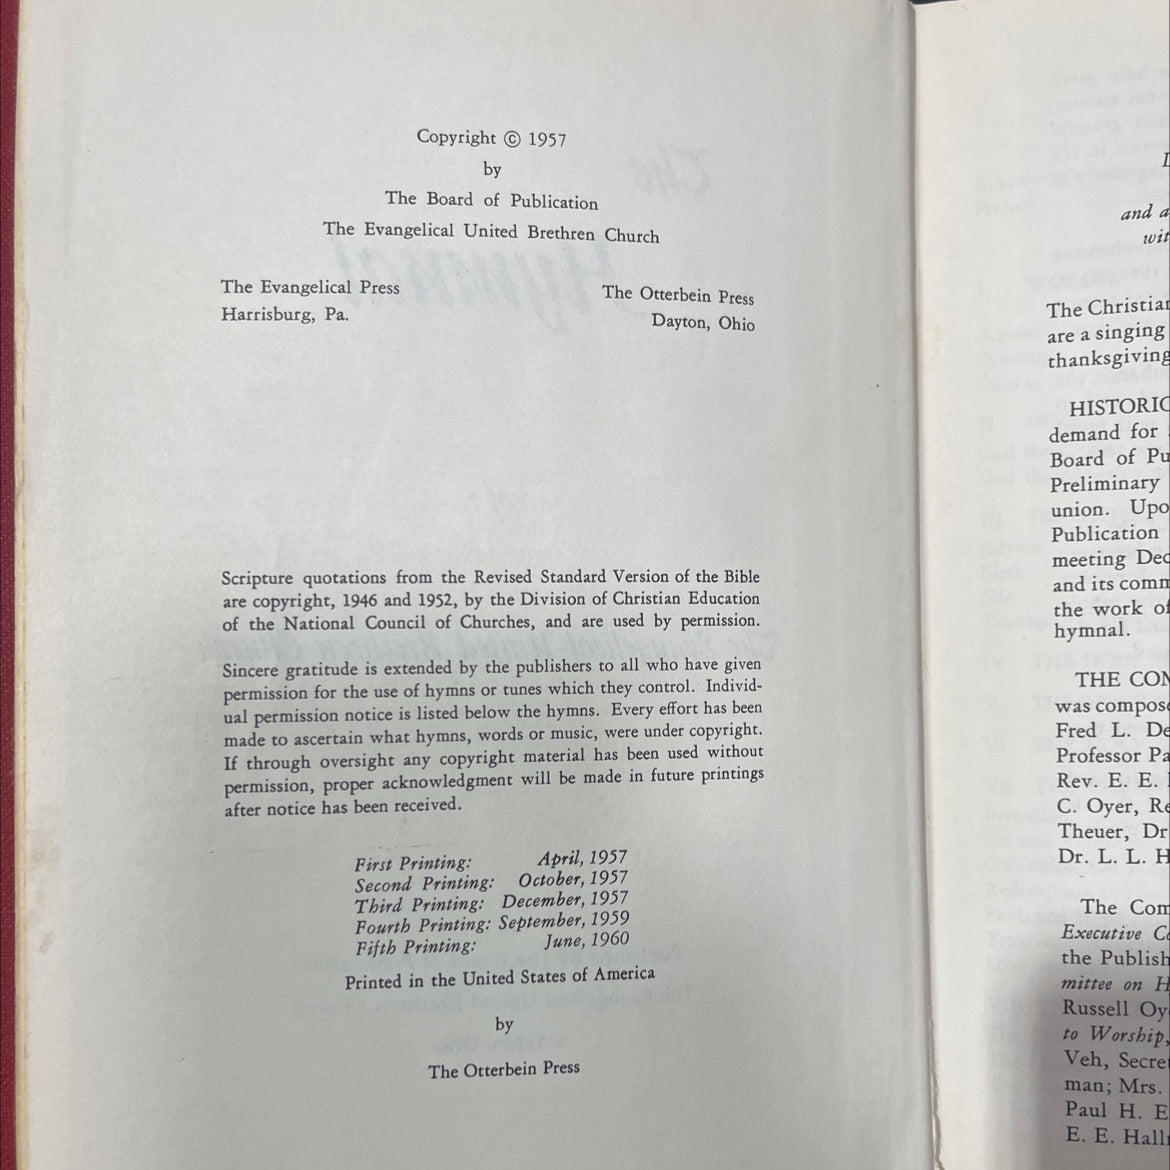 Copyright © 1957
by
The Board of Publication
The Evangelical United Brethren Church
The Evangelical Press
Harrisburg, Pa.
The Otterbein Press
Dayton, Ohio
Scripture quotations from the Revised Standard Version of the Bible
are copyright, 1946 and 1952, by the Division of Christian Education
of the National Council of Churches, and are used by permission.
Sincere gratitude is extended by the publishers to all who have given
permission for the use of hymns or tunes which they control. Individ-
ual permission notice is listed below the hymns. Every effort has been
made to ascertain what hymns, words or music, were under copyright.
If through oversight any copyright material has been used without
permission, proper acknowledgment will be made in future printings
after notice has been received.
First Printing: April, 1957
Second Printing: October, 1957
Third Printing: December, 1957
Fourth Printing: September, 1959
Fifth Printing: June, 1960
Printed in the United States of America
by
The Otterbein Press
and a
wit
The Christian
are a singing
thanksgiving
HISTORIC
demand for
Board of Pu
Preliminary
union. Upo
Publication
meeting Dec
and its comm
the work of
hymnal.
THE COM
was compose
Fred L. De
Professor Pa
Rev. E. E.
C. Oyer, Re
Theuer, Dr
Dr. L. L. H
The Com
Executive Co
the Publish
mittee on H
Russell Oy
to Worship,
Veh, Secre
man; Mrs.
Paul H. E
E. E. Hall